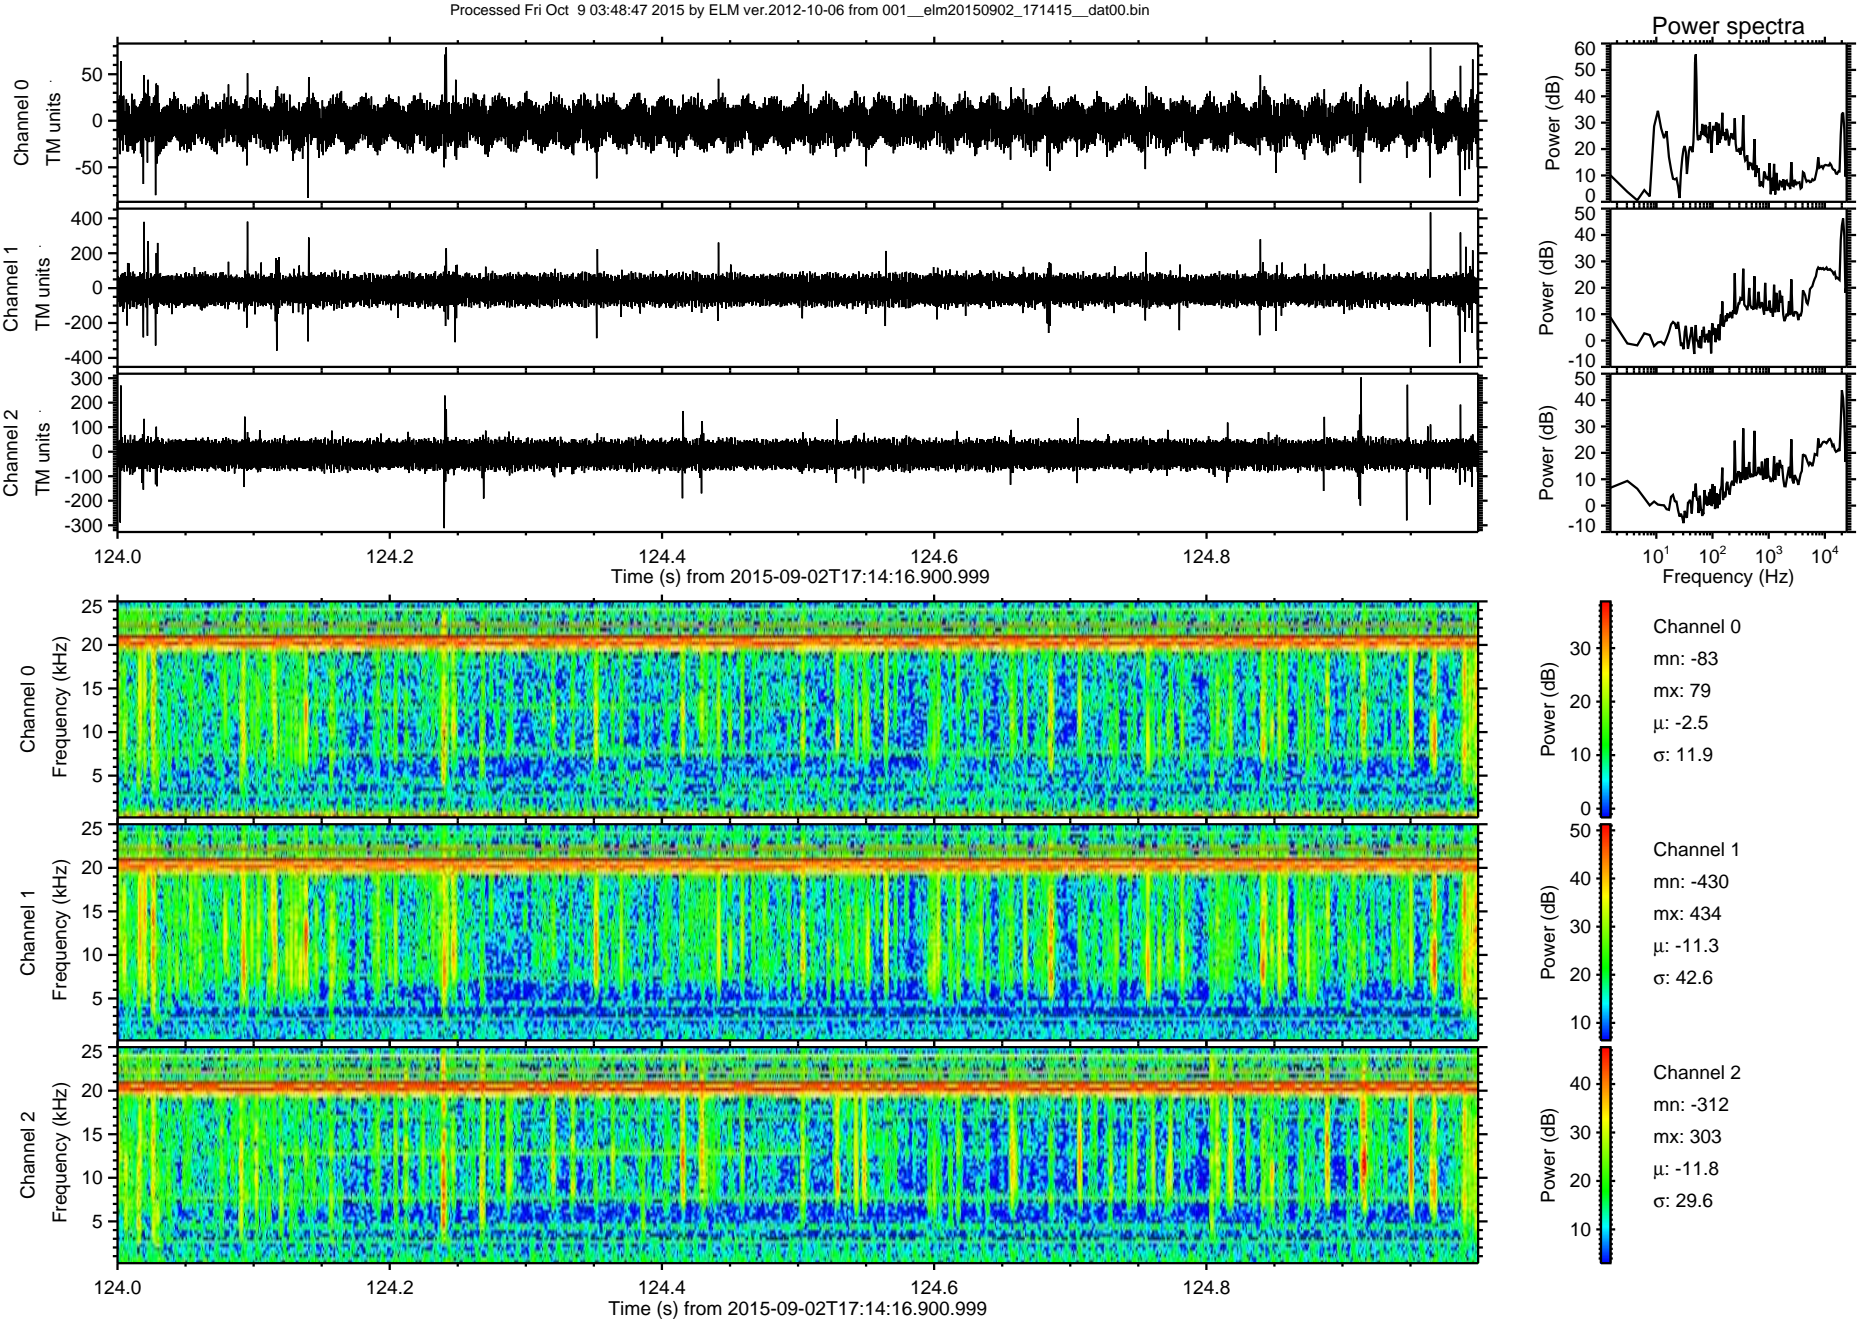 Processed Fri Oct  9 03:48:47 2015 by ELM ver.2012-10-06 from 001__elm20150902_171415__dat00.bin
Power spectra
Channel 0
TM units
50
0
-50
Power (dB)
60
50
40
30
20
10
0
Channel 1
TM units
400
200
0
-200
-400
Power (dB)
50
40
30
20
10
0
-10
Channel 2
TM units
300
200
100
0
-100
-200
-300
Power (dB)
50
40
30
20
10
0
-10
124.0 124.2 124.4 124.6 124.8
Time (s) from 2015-09-02T17:14:16.900.999
10¹ 10² 10³ 10⁴
Frequency (Hz)
Channel 0
Frequency (kHz)
25
20
15
10
5
Power (dB)
30
20
10
0
Channel 0
mn: -83
mx: 79
μ: -2.5
σ: 11.9
Channel 1
Frequency (kHz)
25
20
15
10
5
Power (dB)
50
40
30
20
10
Channel 1
mn: -430
mx: 434
μ: -11.3
σ: 42.6
Channel 2
Frequency (kHz)
25
20
15
10
5
Power (dB)
40
30
20
10
Channel 2
mn: -312
mx: 303
μ: -11.8
σ: 29.6
124.0 124.2 124.4 124.6 124.8
Time (s) from 2015-09-02T17:14:16.900.999